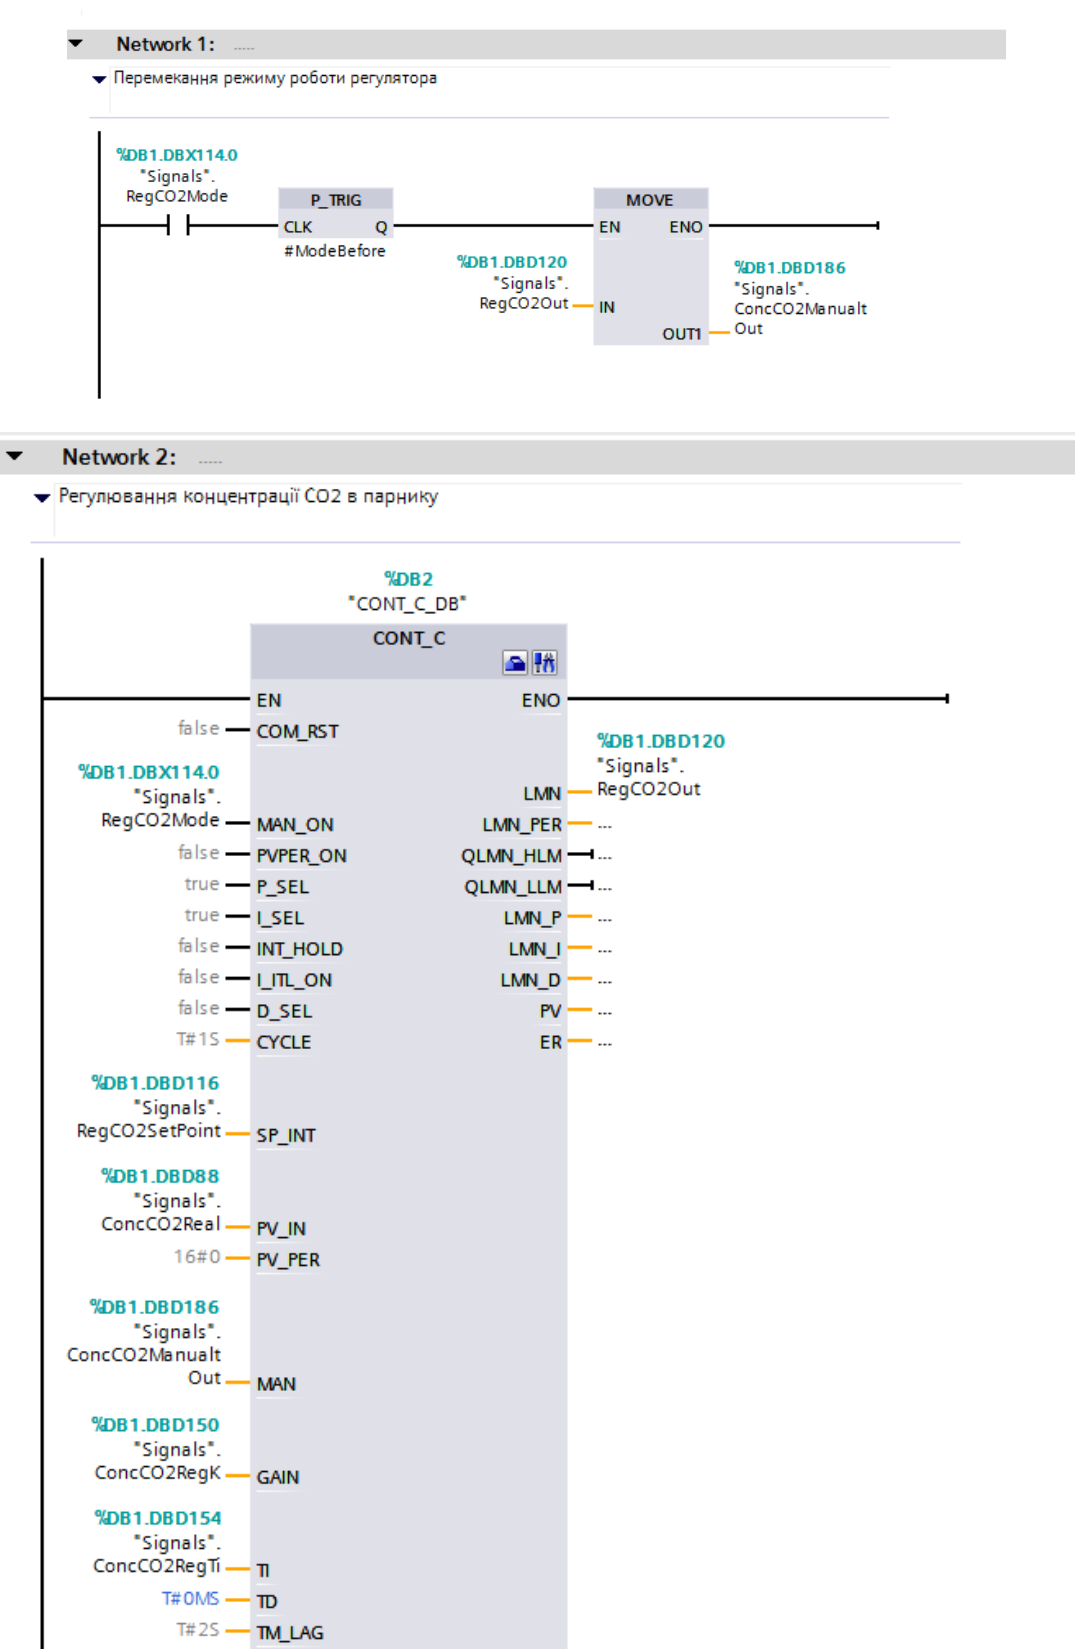 Network 1: .....
Перемекання режиму роботи регулятора
%DB1.DBX114.0
"Signals".
RegCO2Mode
P_TRIG
CLK Q
#ModeBefore
MOVE
EN ENO
%DB1.DBD120
"Signals".
RegCO2Out
IN
%DB1.DBD186
"Signals".
ConcCO2Manualt
Out
OUT1
Network 2: .....
Регулювання концентрації СО2 в парнику
%DB2
"CONT_C_DB"
CONT_C
EN ENO
false COM_RST
%DB1.DBD120
"Signals".
LMN RegCO2Out
%DB1.DBX114.0
"Signals".
RegCO2Mode MAN_ON LMN_PER ...
false PVPER_ON QLMN_HLM ...
true P_SEL QLMN_LLM ...
true I_SEL LMN_P ...
false INT_HOLD LMN_I ...
false I_ITL_ON LMN_D ...
false D_SEL PV ...
T#1S CYCLE ER ...
%DB1.DBD116
"Signals".
RegCO2SetPoint SP_INT
%DB1.DBD88
"Signals".
ConcCO2Real PV_IN
16#0 PV_PER
%DB1.DBD186
"Signals".
ConcCO2Manualt
Out MAN
%DB1.DBD150
"Signals".
ConcCO2RegK GAIN
%DB1.DBD154
"Signals".
ConcCO2RegTi TI
T#0MS TD
T#2S TM_LAG